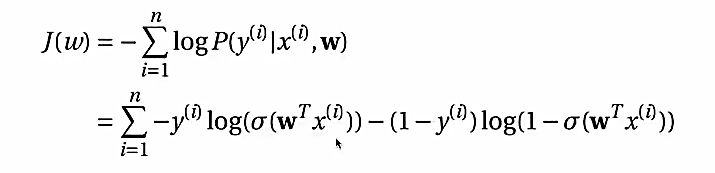 J(w) = − ∑_{i=1}^{n} log P(y^{(i)}|x^{(i)}, **w**)
= ∑_{i=1}^{n} −y^{(i)} log(σ(**w**^T x^{(i)})) − (1 − y^{(i)}) log(1 − σ(**w**^T x^{(i)}))